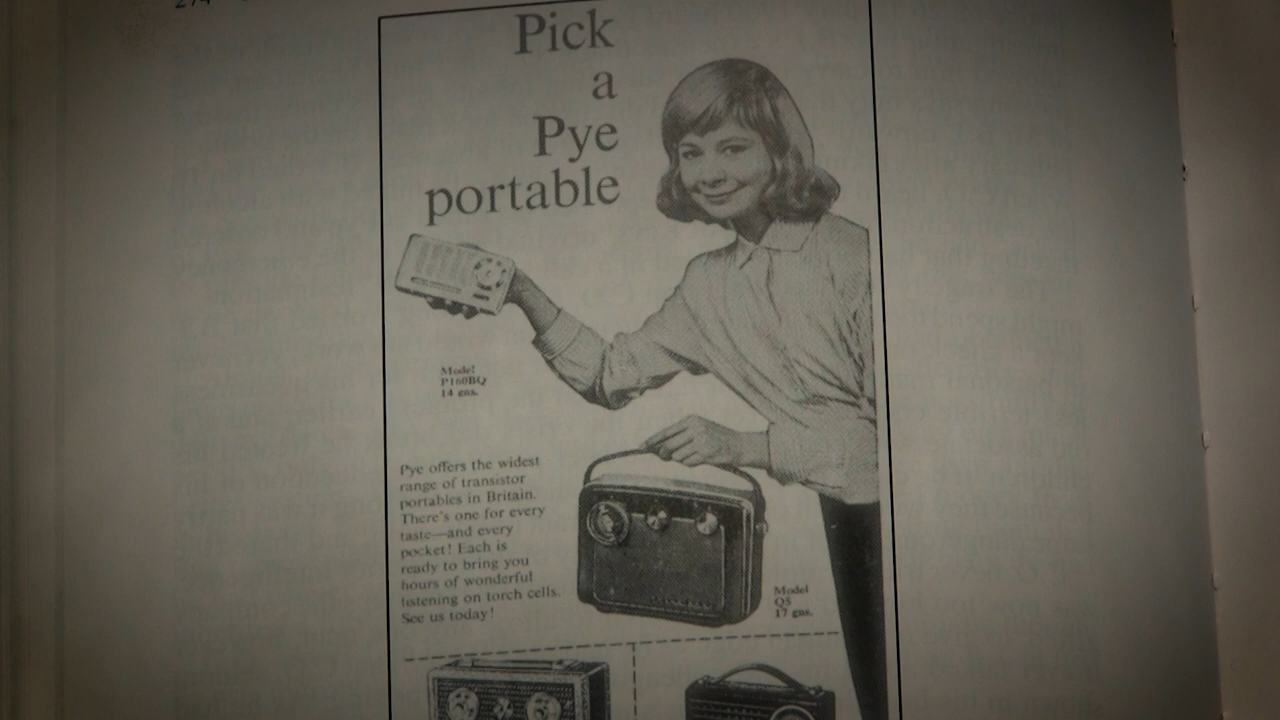 Pick
a
Pye
portable
Model
P160BQ
14 gns.
Pye offers the widest
range of transistor
portables in Britain.
There's one for every
taste—and every
pocket! Each is
ready to bring you
hours of wonderful
listening on torch cells.
See us today!
Model
Q5
17 gns.